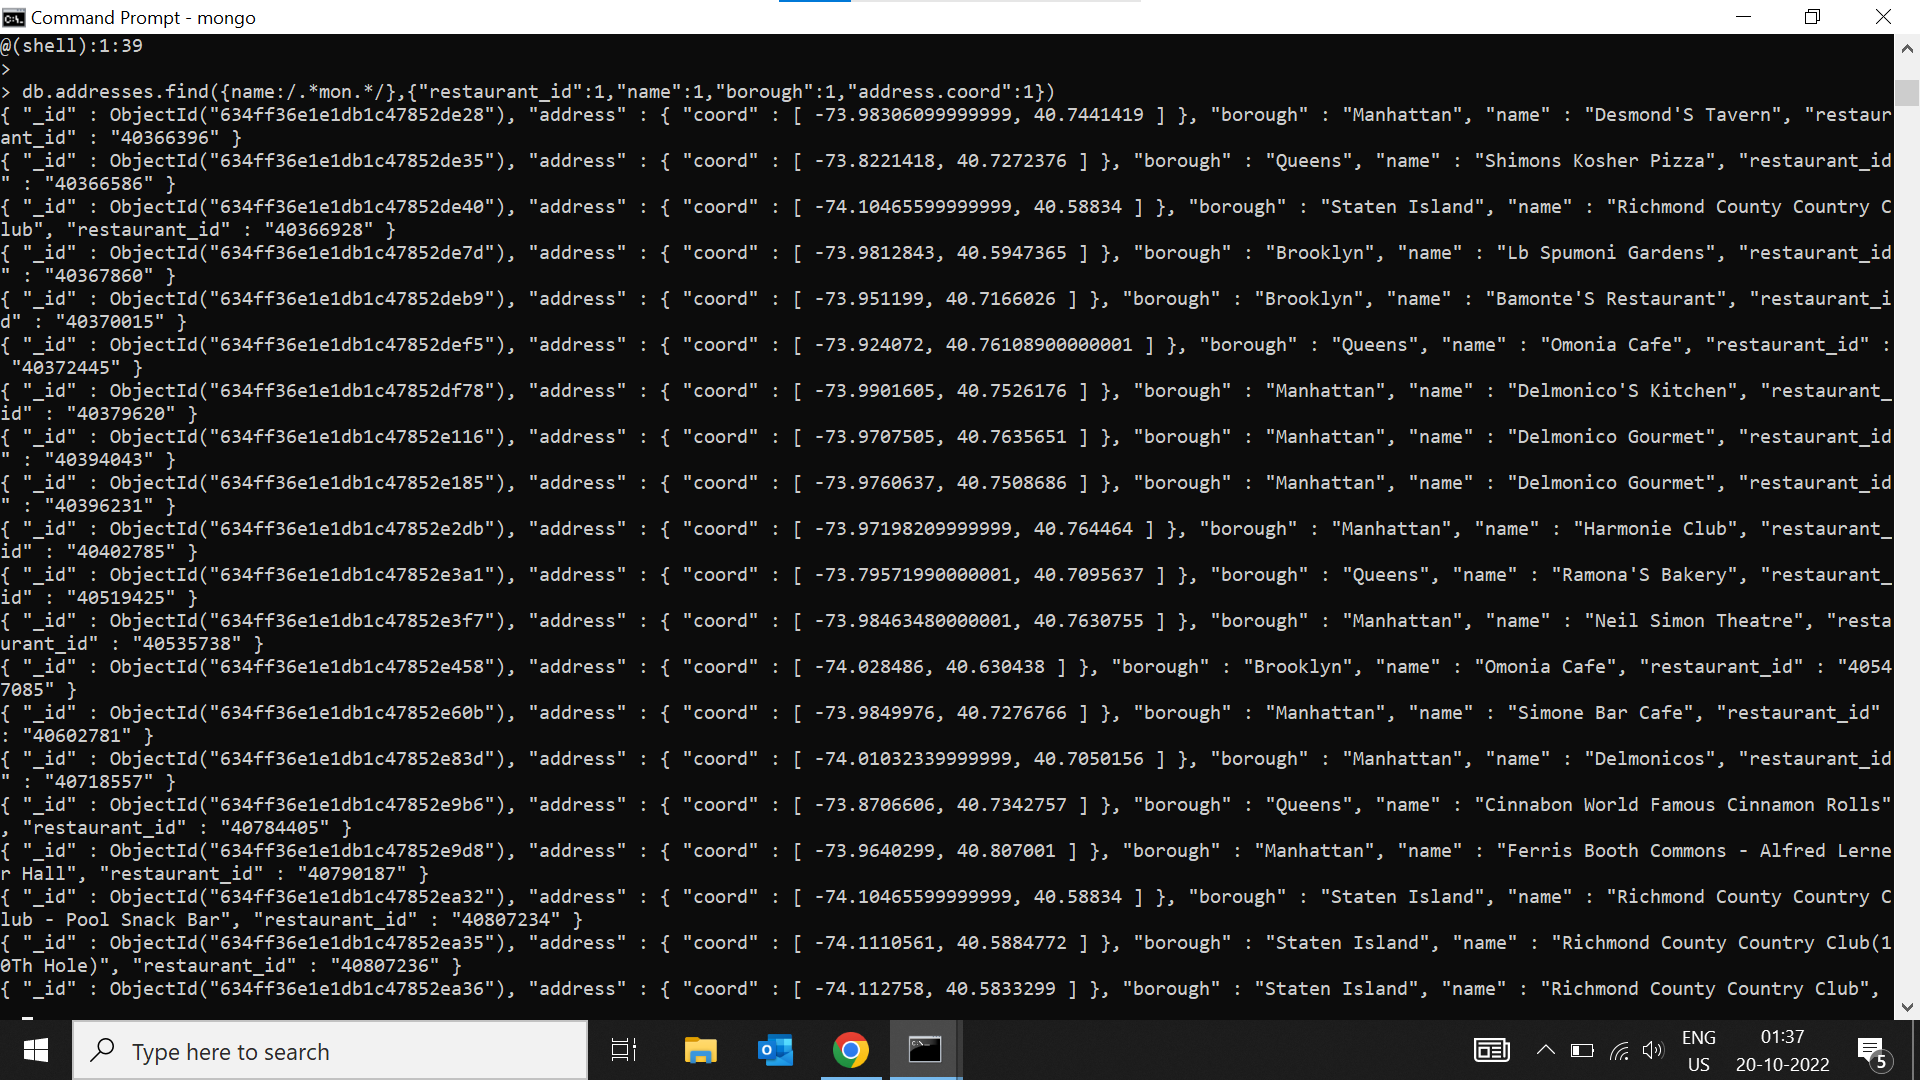 Command Prompt - mongo
@(shell):1:39
>
> db.addresses.find({name:/.*mon.*/},{"restaurant_id":1,"name":1,"borough":1,"address.coord":1})
{ "_id" : ObjectId("634ff36e1e1db1c47852de28"), "address" : { "coord" : [ -73.98306099999999, 40.7441419 ] }, "borough" : "Manhattan", "name" : "Desmond'S Tavern", "restaur
ant_id" : "40366396" }
{ "_id" : ObjectId("634ff36e1e1db1c47852de35"), "address" : { "coord" : [ -73.8221418, 40.7272376 ] }, "borough" : "Queens", "name" : "Shimons Kosher Pizza", "restaurant_id
" : "40366586" }
{ "_id" : ObjectId("634ff36e1e1db1c47852de40"), "address" : { "coord" : [ -74.10465599999999, 40.58834 ] }, "borough" : "Staten Island", "name" : "Richmond County Country C
lub", "restaurant_id" : "40366928" }
{ "_id" : ObjectId("634ff36e1e1db1c47852de7d"), "address" : { "coord" : [ -73.9812843, 40.5947365 ] }, "borough" : "Brooklyn", "name" : "Lb Spumoni Gardens", "restaurant_id
" : "40367860" }
{ "_id" : ObjectId("634ff36e1e1db1c47852deb9"), "address" : { "coord" : [ -73.951199, 40.7166026 ] }, "borough" : "Brooklyn", "name" : "Bamonte'S Restaurant", "restaurant_i
d" : "40370015" }
{ "_id" : ObjectId("634ff36e1e1db1c47852def5"), "address" : { "coord" : [ -73.924072, 40.76108900000001 ] }, "borough" : "Queens", "name" : "Omonia Cafe", "restaurant_id" :
"40372445" }
{ "_id" : ObjectId("634ff36e1e1db1c47852df78"), "address" : { "coord" : [ -73.9901605, 40.7526176 ] }, "borough" : "Manhattan", "name" : "Delmonico'S Kitchen", "restaurant_
id" : "40379620" }
{ "_id" : ObjectId("634ff36e1e1db1c47852e116"), "address" : { "coord" : [ -73.9707505, 40.7635651 ] }, "borough" : "Manhattan", "name" : "Delmonico Gourmet", "restaurant_id
" : "40394043" }
{ "_id" : ObjectId("634ff36e1e1db1c47852e185"), "address" : { "coord" : [ -73.9760637, 40.7508686 ] }, "borough" : "Manhattan", "name" : "Delmonico Gourmet", "restaurant_id
" : "40396231" }
{ "_id" : ObjectId("634ff36e1e1db1c47852e2db"), "address" : { "coord" : [ -73.97198209999999, 40.764464 ] }, "borough" : "Manhattan", "name" : "Harmonie Club", "restaurant_
id" : "40402785" }
{ "_id" : ObjectId("634ff36e1e1db1c47852e3a1"), "address" : { "coord" : [ -73.79571990000001, 40.7095637 ] }, "borough" : "Queens", "name" : "Ramona'S Bakery", "restaurant_
id" : "40519425" }
{ "_id" : ObjectId("634ff36e1e1db1c47852e3f7"), "address" : { "coord" : [ -73.98463480000001, 40.7630755 ] }, "borough" : "Manhattan", "name" : "Neil Simon Theatre", "resta
urant_id" : "40535738" }
{ "_id" : ObjectId("634ff36e1e1db1c47852e458"), "address" : { "coord" : [ -74.028486, 40.630438 ] }, "borough" : "Brooklyn", "name" : "Omonia Cafe", "restaurant_id" : "4054
7085" }
{ "_id" : ObjectId("634ff36e1e1db1c47852e60b"), "address" : { "coord" : [ -73.9849976, 40.7276766 ] }, "borough" : "Manhattan", "name" : "Simone Bar Cafe", "restaurant_id"
: "40602781" }
{ "_id" : ObjectId("634ff36e1e1db1c47852e83d"), "address" : { "coord" : [ -74.01032339999999, 40.7050156 ] }, "borough" : "Manhattan", "name" : "Delmonicos", "restaurant_id
" : "40718557" }
{ "_id" : ObjectId("634ff36e1e1db1c47852e9b6"), "address" : { "coord" : [ -73.8706606, 40.7342757 ] }, "borough" : "Queens", "name" : "Cinnabon World Famous Cinnamon Rolls"
, "restaurant_id" : "40784405" }
{ "_id" : ObjectId("634ff36e1e1db1c47852e9d8"), "address" : { "coord" : [ -73.9640299, 40.807001 ] }, "borough" : "Manhattan", "name" : "Ferris Booth Commons - Alfred Lerne
r Hall", "restaurant_id" : "40790187" }
{ "_id" : ObjectId("634ff36e1e1db1c47852ea32"), "address" : { "coord" : [ -74.10465599999999, 40.58834 ] }, "borough" : "Staten Island", "name" : "Richmond County Country C
lub - Pool Snack Bar", "restaurant_id" : "40807234" }
{ "_id" : ObjectId("634ff36e1e1db1c47852ea35"), "address" : { "coord" : [ -74.1110561, 40.5884772 ] }, "borough" : "Staten Island", "name" : "Richmond County Country Club(1
0Th Hole)", "restaurant_id" : "40807236" }
{ "_id" : ObjectId("634ff36e1e1db1c47852ea36"), "address" : { "coord" : [ -74.112758, 40.5833299 ] }, "borough" : "Staten Island", "name" : "Richmond County Country Club",
Type here to search
ENG
US
01:37
20-10-2022
5